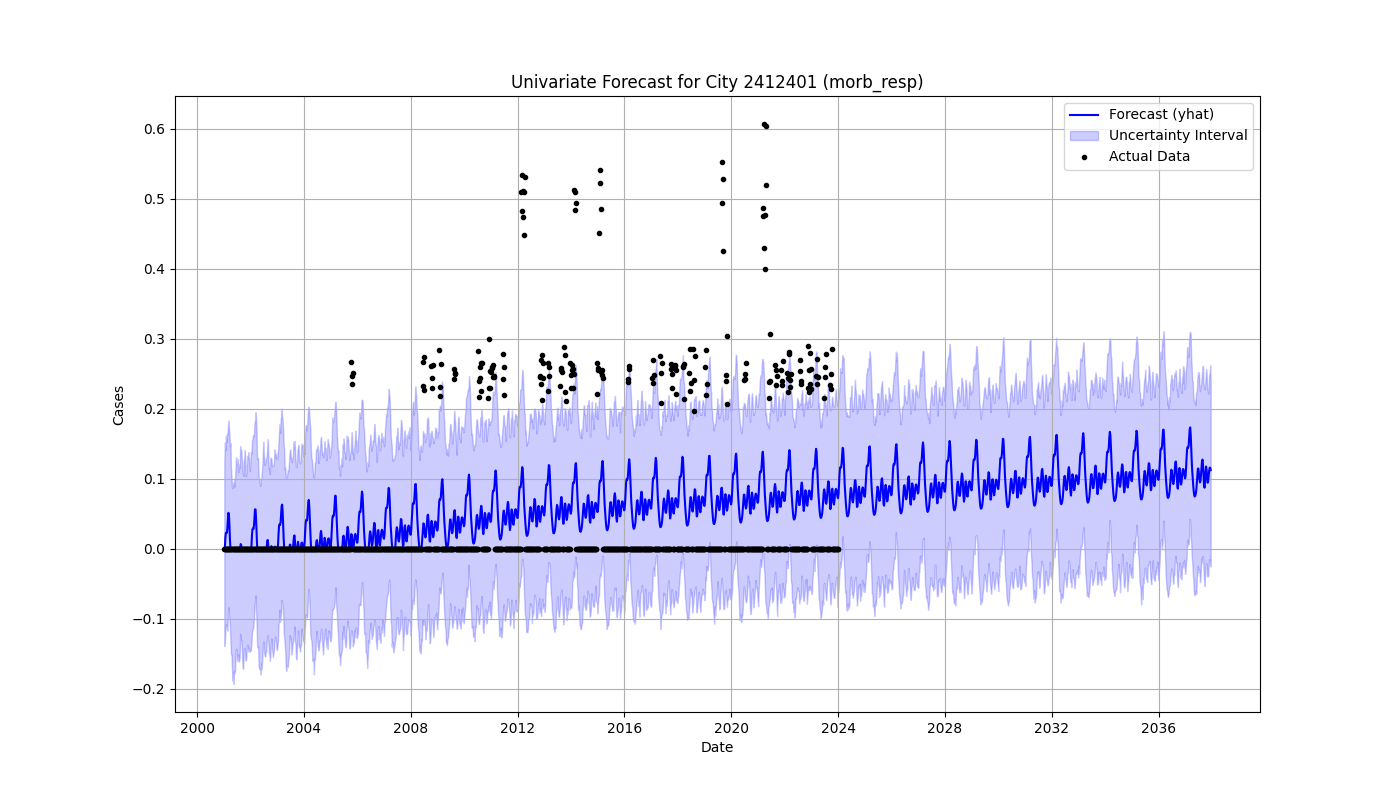 Univariate Forecast for City 2412401 (morb_resp)
Forecast (yhat)
Uncertainty Interval
Actual Data
Cases
0.6
0.5
0.4
0.3
0.2
0.1
0.0
−0.1
−0.2
2000 2004 2008 2012 2016 2020 2024 2028 2032 2036
Date